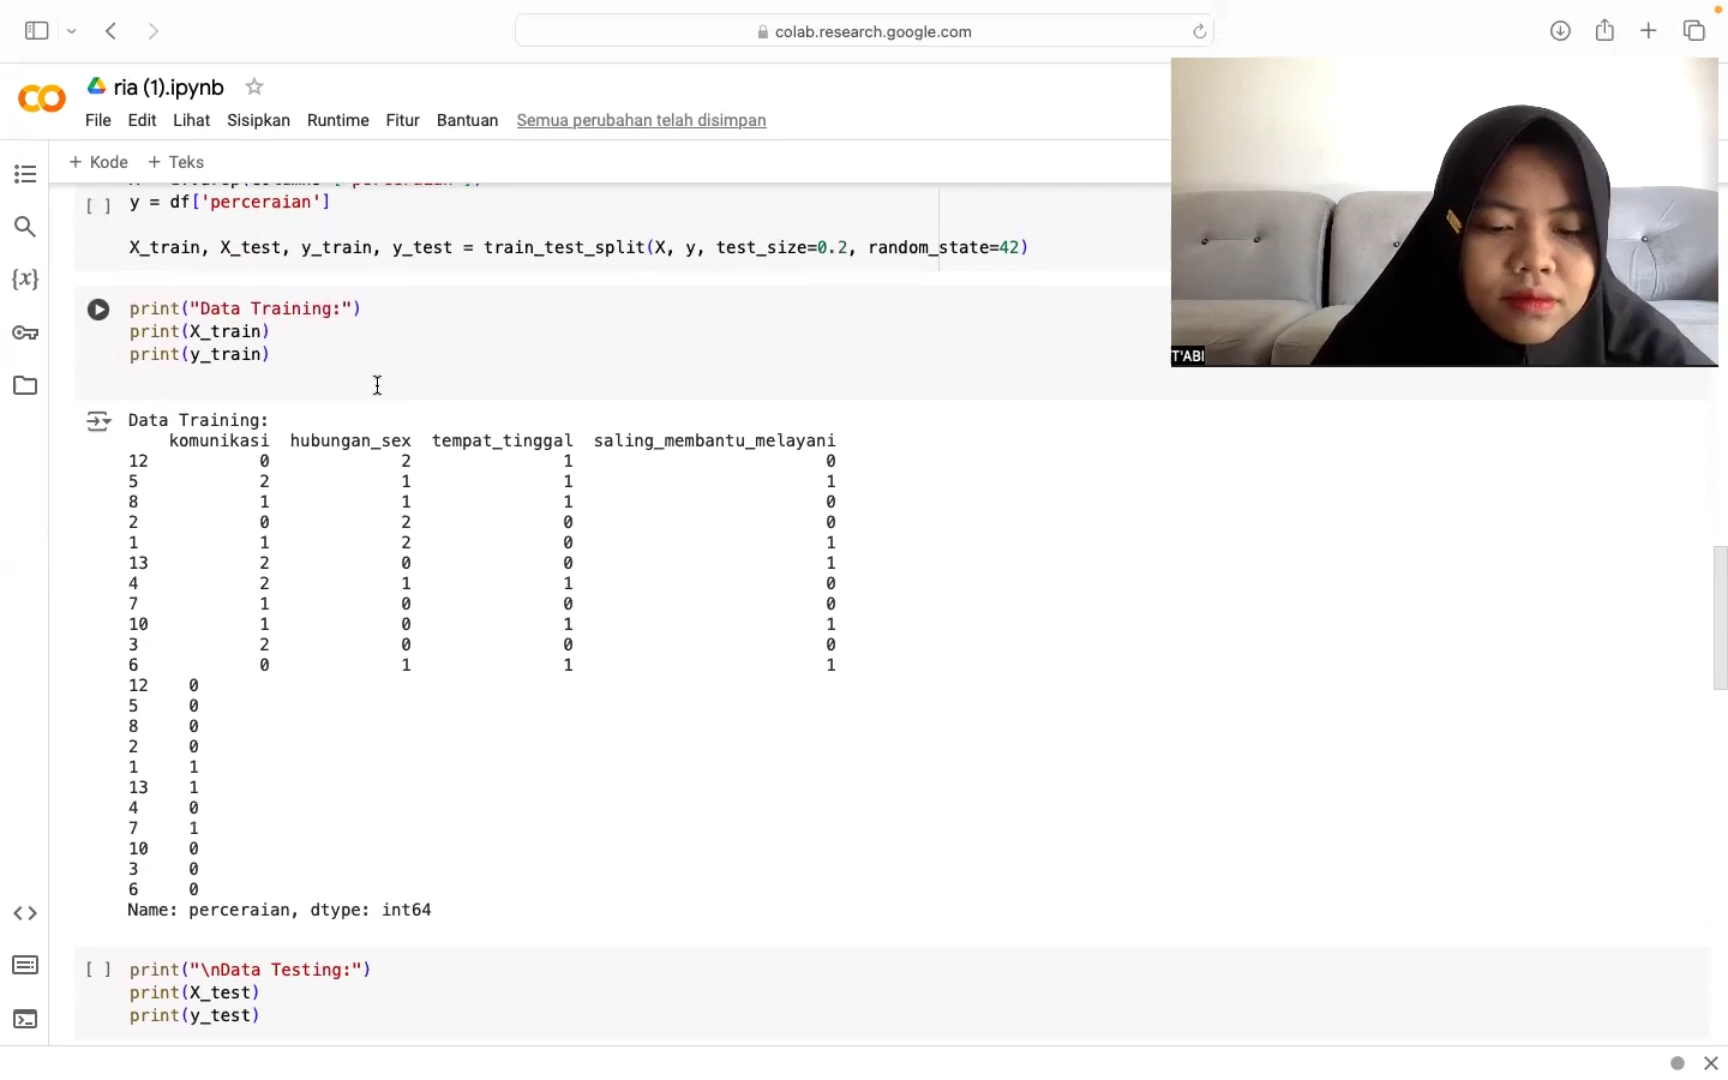 colab.research.google.com
ria (1).ipynb
File Edit Lihat Sisipkan Runtime Fitur Bantuan Semua perubahan telah disimpan
+ Kode + Teks
[ ] y = df['perceraian']
X_train, X_test, y_train, y_test = train_test_split(X, y, test_size=0.2, random_state=42)
print("Data Training:")
print(X_train)
print(y_train)
T'ABI
Data Training:
komunikasi hubungan_sex tempat_tinggal saling_membantu_melayani
12 0 2 1 0
5 2 1 1 1
8 1 1 1 0
2 0 2 0 0
1 1 2 0 1
13 2 0 0 1
4 2 1 1 0
7 1 0 0 0
10 1 0 1 1
3 2 0 0 0
6 0 1 1 1
12 0
5 0
8 0
2 0
1 1
13 1
4 0
7 1
10 0
3 0
6 0
Name: perceraian, dtype: int64
[ ] print("\nData Testing:")
print(X_test)
print(y_test)